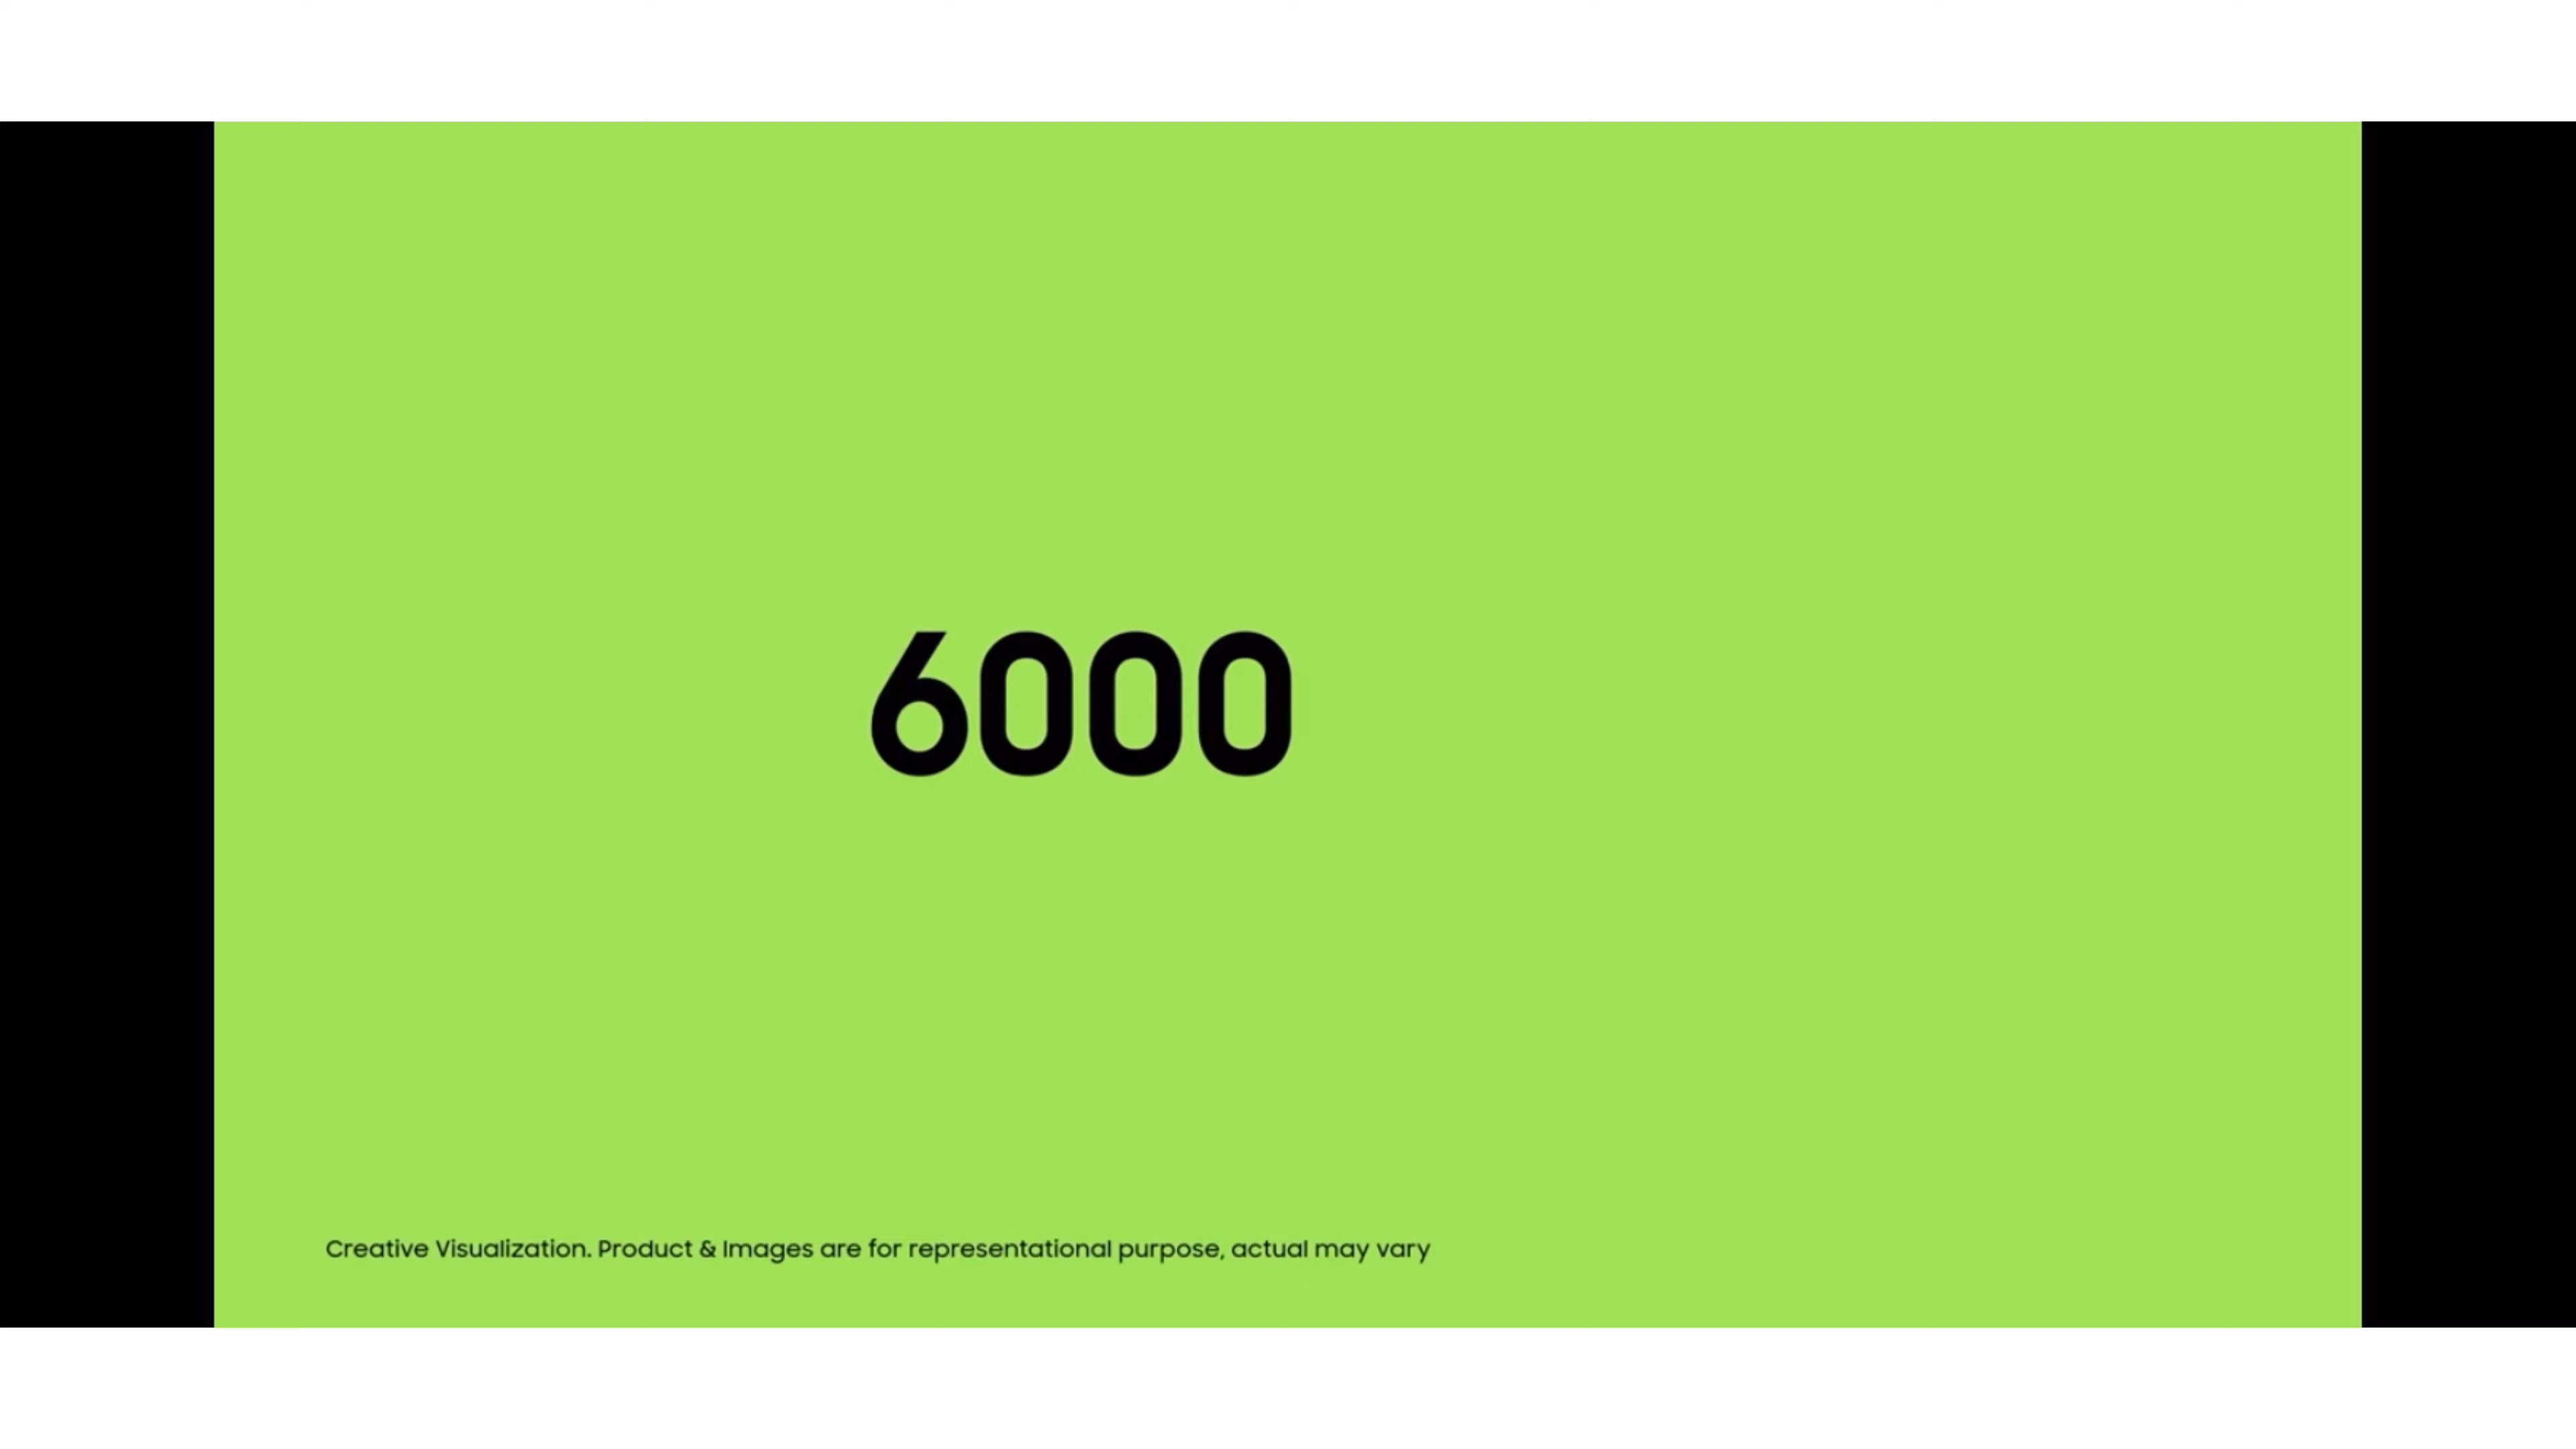 6000
Creative Visualization. Product & Images are for representational purpose, actual may vary